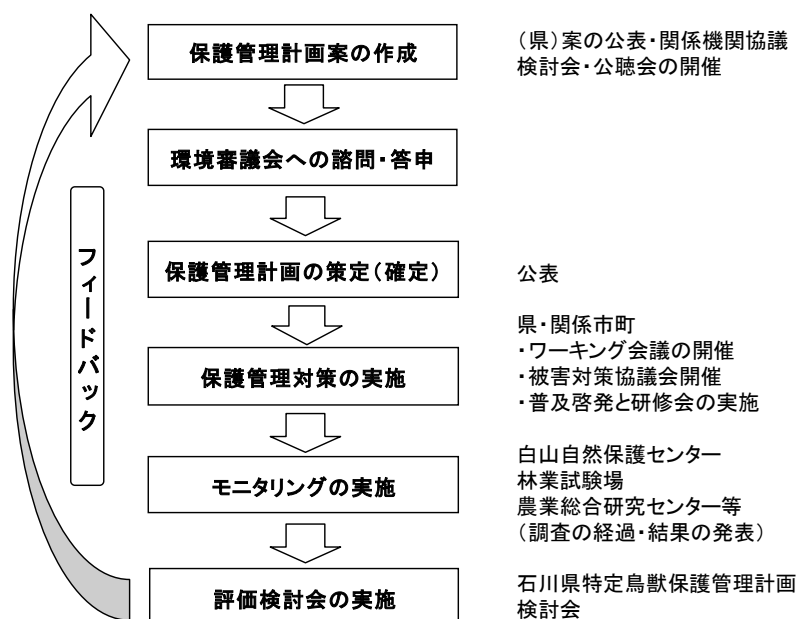 保護管理計画案の作成
(県)案の公表・関係機関協議
検討会・公聴会の開催
環境審議会への諮問・答申
フィードバック
保護管理計画の策定(確定)
公表
県・関係市町
・ワーキング会議の開催
・被害対策協議会開催
・普及啓発と研修会の実施
保護管理対策の実施
白山自然保護センター
林業試験場
農業総合研究センター等
(調査の経過・結果の発表)
モニタリングの実施
評価検討会の実施
石川県特定鳥獣保護管理計画
検討会